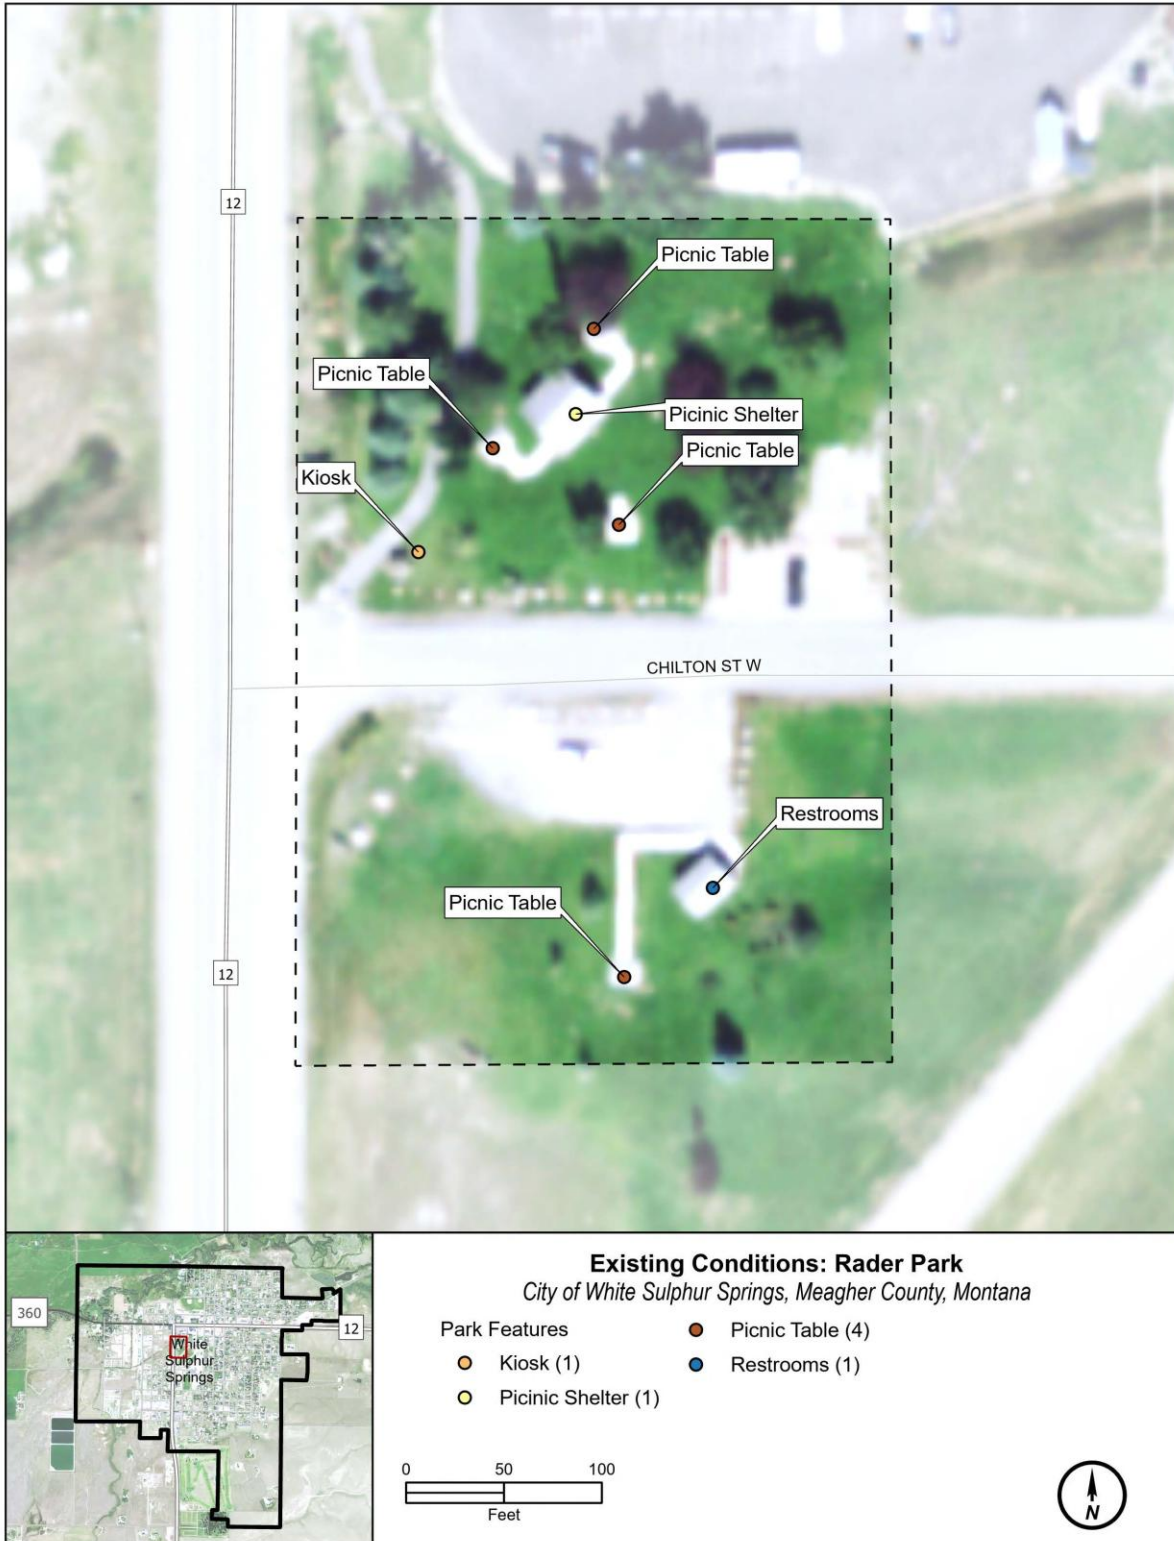 12
Picnic Table
Picnic Table
Picinic Shelter
Picnic Table
Kiosk
CHILTON ST W
Restrooms
Picnic Table
12
360
12
White
Sulphur
Springs
Existing Conditions: Rader Park
City of White Sulphur Springs, Meagher County, Montana
Park Features
Kiosk (1)
Picinic Shelter (1)
Picnic Table (4)
Restrooms (1)
0 50 100
Feet
N